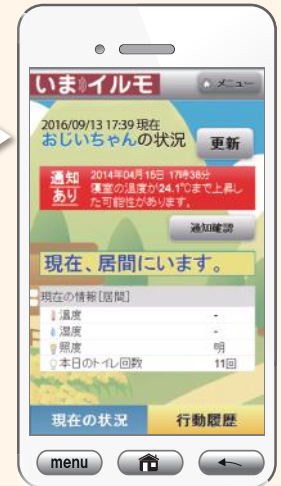 いま イルモ
メニュー
2016/09/13 17:39 現在
おじいちゃんの状況
更新
通知あり
2014年04月15日 17時38分
寝室の温度が24.1℃まで上昇し
た可能性があります。
通知確認
現在、居間にいます。
現在の情報[居間]
温度 -
湿度 -
照度 明
本日のトイレ回数 11回
現在の状況 行動履歴
menu